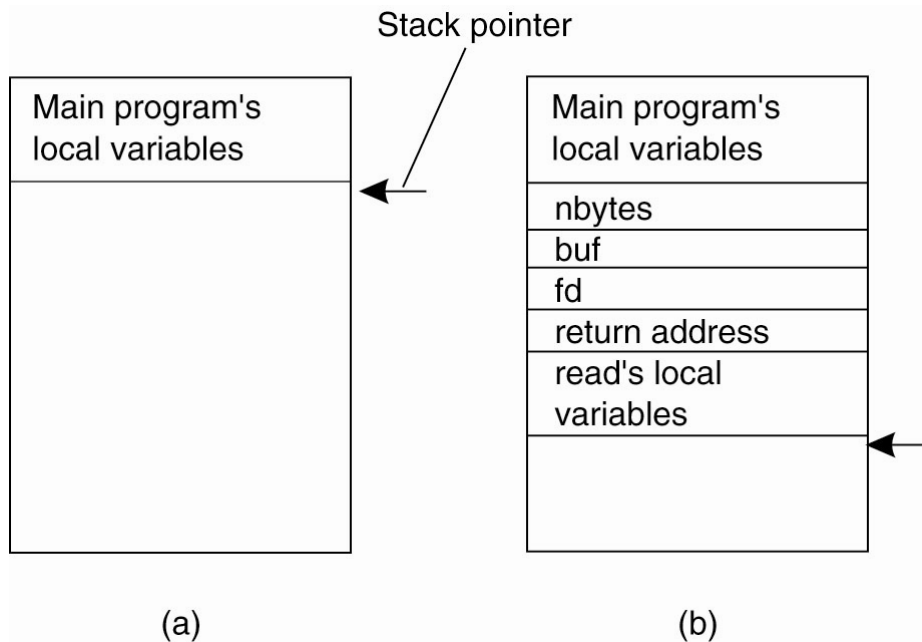 Stack pointer
Main program's
local variables
Main program's
local variables
nbytes
buf
fd
return address
read's local
variables
(a)
(b)